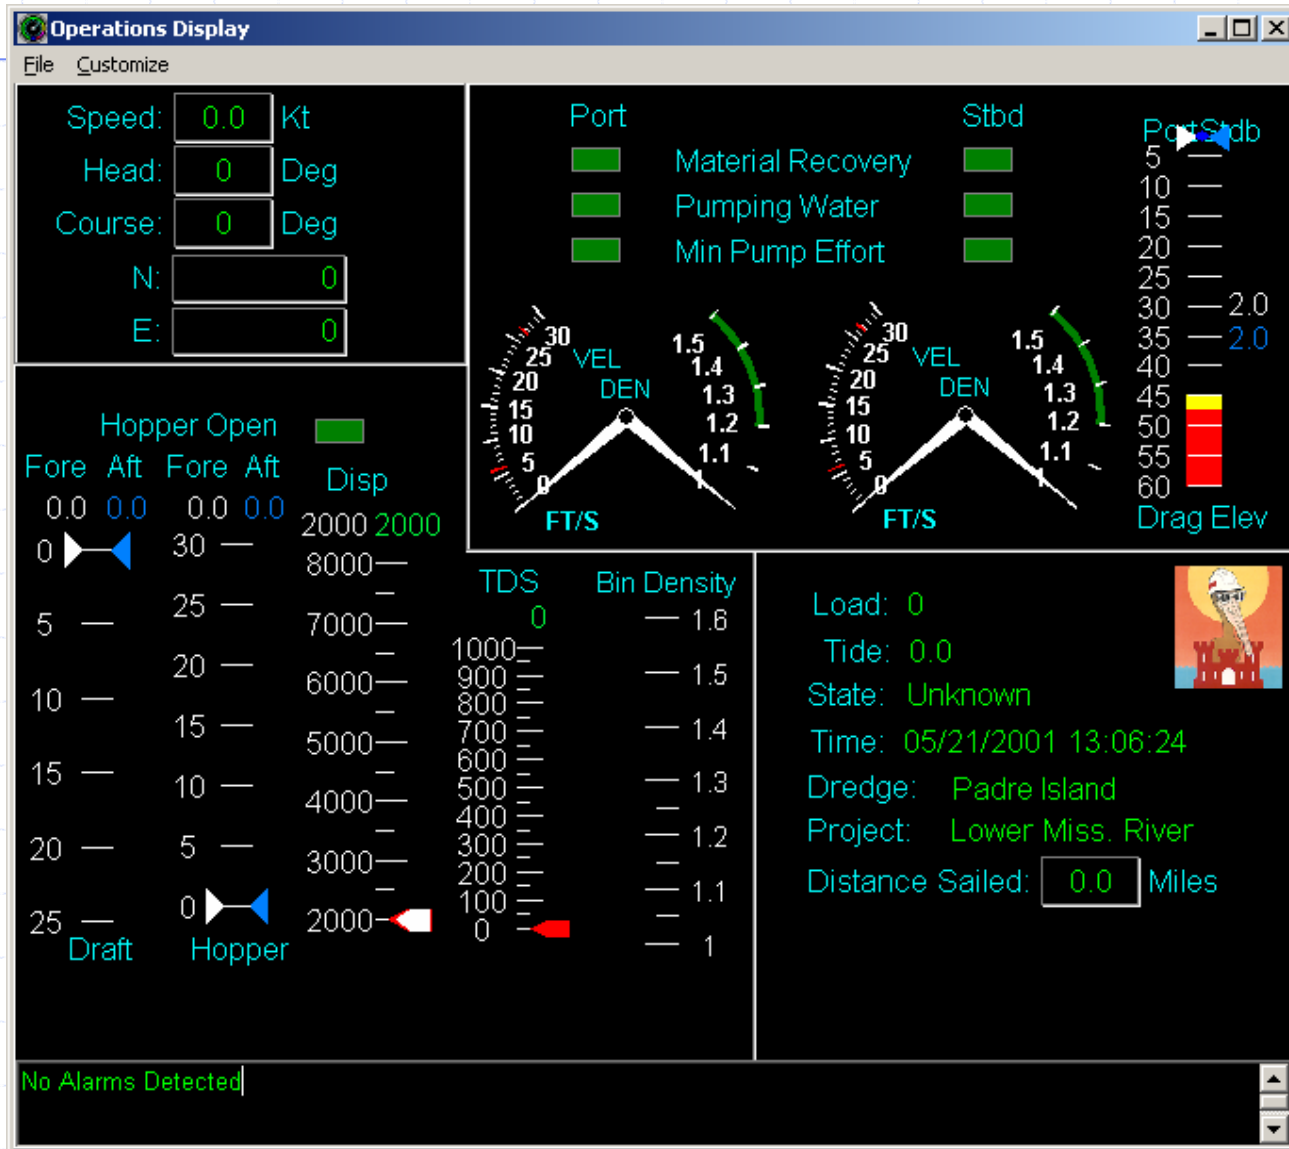 Operations Display
File Customize
Speed: 0.0 Kt
Head: 0 Deg
Course: 0 Deg
N: 0
E: 0
Port Stbd
Material Recovery
Pumping Water
Min Pump Effort
30
25
20
15
10
5
0
VEL
DEN
1.5
1.4
1.3
1.2
1.1
1
FT/S
30
25
20
15
10
5
0
VEL
DEN
1.5
1.4
1.3
1.2
1.1
1
FT/S
Port Stdb
5
10
15
20
25
30 2.0
35 2.0
40
45
50
55
60
Drag Elev
Hopper Open
Fore Aft Fore Aft Disp
0.0 0.0 0.0 0.0 2000 2000
0
5
10
15
20
25
Draft
30
25
20
15
10
5
0
Hopper
8000
7000
6000
5000
4000
3000
2000
TDS
0
1000
900
800
700
600
500
400
300
200
100
0
Bin Density
1.6
1.5
1.4
1.3
1.2
1.1
1
Load: 0
Tide: 0.0
State: Unknown
Time: 05/21/2001 13:06:24
Dredge: Padre Island
Project: Lower Miss. River
Distance Sailed: 0.0 Miles
No Alarms Detected